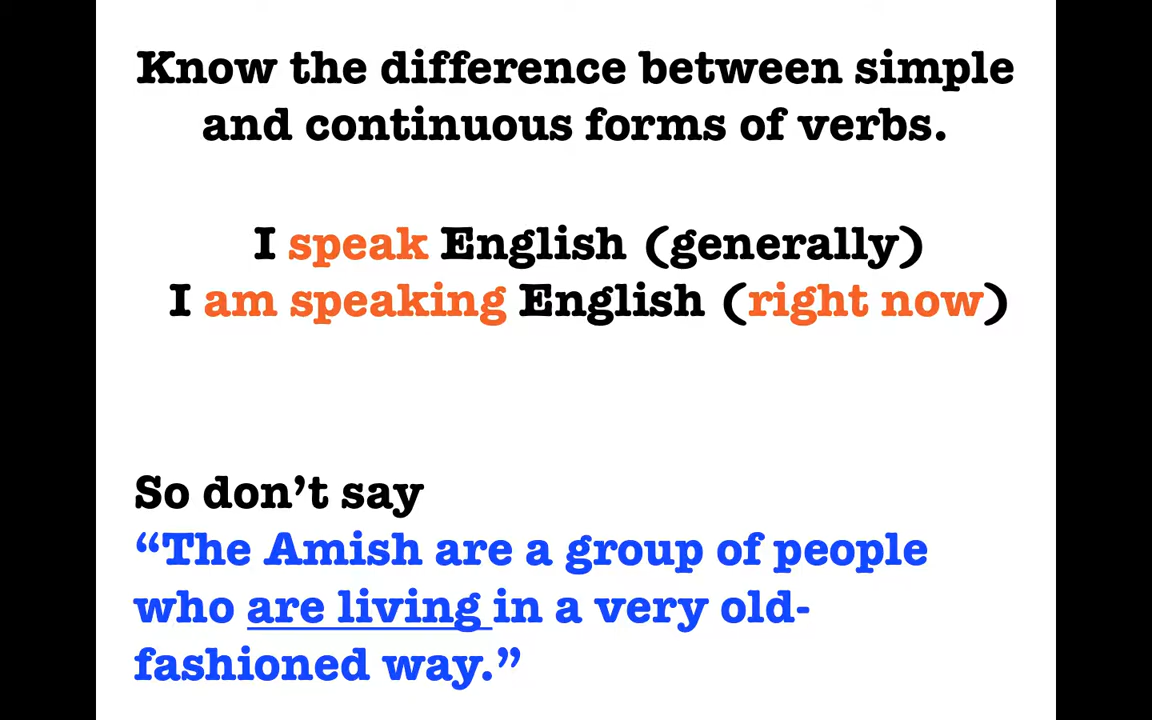 Know the difference between simple
and continuous forms of verbs.
I speak English (generally)
I am speaking English (right now)
So don’t say
“The Amish are a group of people
who are living in a very old-
fashioned way.”